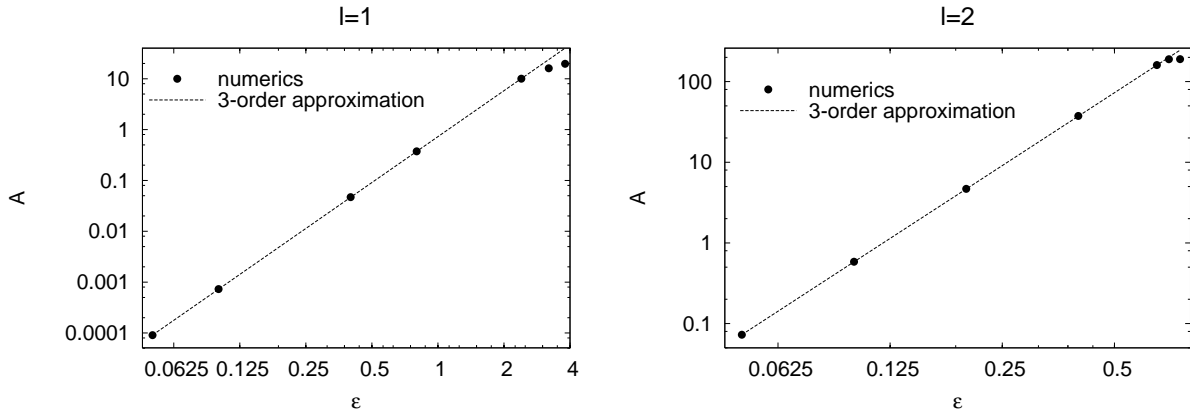 l=1
10
1
0.1
0.01
0.001
0.0001
A
numerics
3-order approximation
0.0625 0.125 0.25 0.5 1 2 4
ε
l=2
100
10
1
0.1
A
numerics
3-order approximation
0.0625 0.125 0.25 0.5
ε